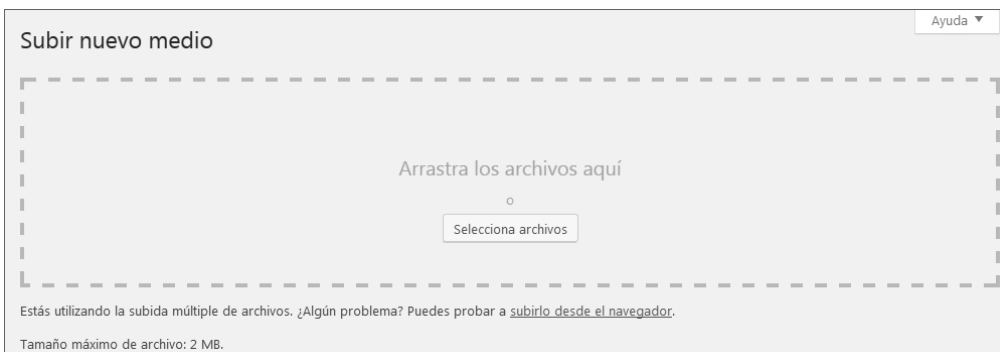 Ayuda ▼
Subir nuevo medio
Arrastra los archivos aquí
o
Selecciona archivos
Estás utilizando la subida múltiple de archivos. ¿Algún problema? Puedes probar a subirlo desde el navegador.
Tamaño máximo de archivo: 2 MB.